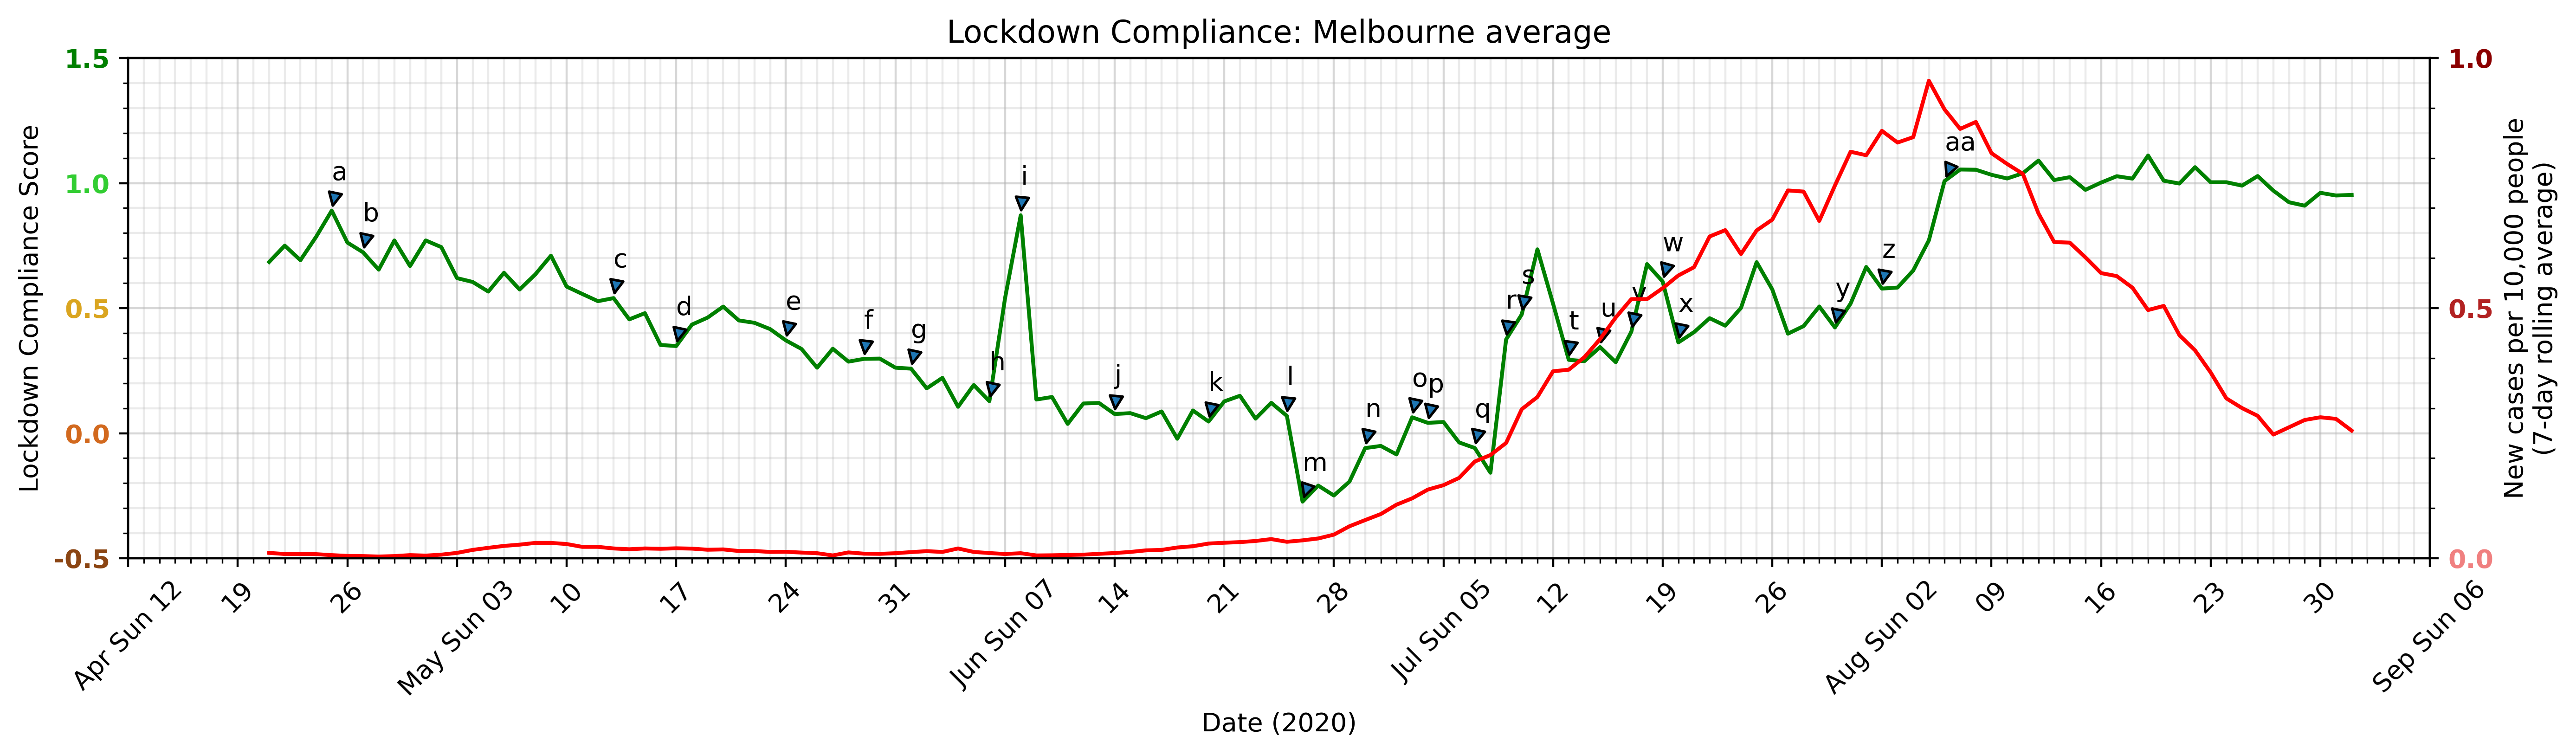 Lockdown Compliance: Melbourne average
Lockdown Compliance Score
1.5
1.0
0.5
0.0
-0.5
a
b
c
d
e
f
g
h
i
j
k
l
m
n
o
p
q
r
s
t
u
v
w
x
y
z
aa
1.0
0.5
0.0
New cases per 10,000 people
(7-day rolling average)
Apr Sun 12
19
26
May Sun 03
10
17
24
31
Jun Sun 07
14
21
28
Jul Sun 05
12
19
26
Aug Sun 02
09
16
23
30
Sep Sun 06
Date (2020)